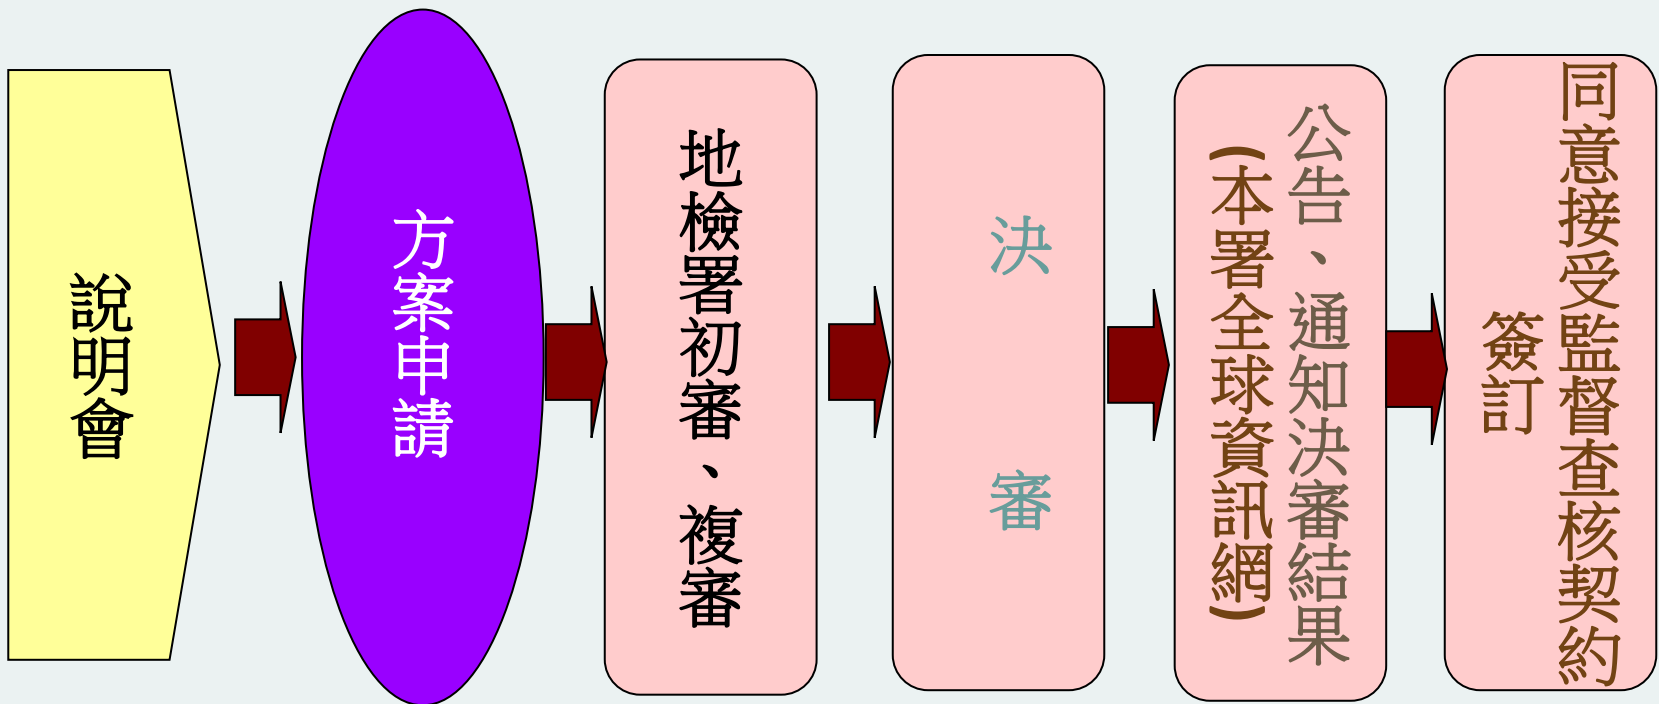 說明會
方案申請
地檢署初審、複審
決審
公告、通知決審結果
(本署全球資訊網)
同意接受監督查核契約
簽訂